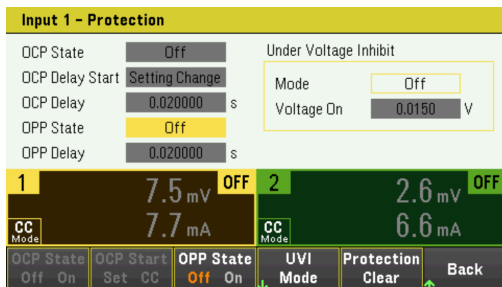 Input 1 - Protection
OCP State Off
OCP Delay Start Setting Change
OCP Delay 0.020000 s
OPP State Off
OPP Delay 0.020000 s
Under Voltage Inhibit
Mode Off
Voltage On 0.0150 V
1 7.5 mV OFF
CC Mode 7.7 mA
2 2.6 mV OFF
CC Mode 6.6 mA
OCP State Off On
OCP Start Set CC
OPP State Off On
UVI Mode
Protection Clear
Back